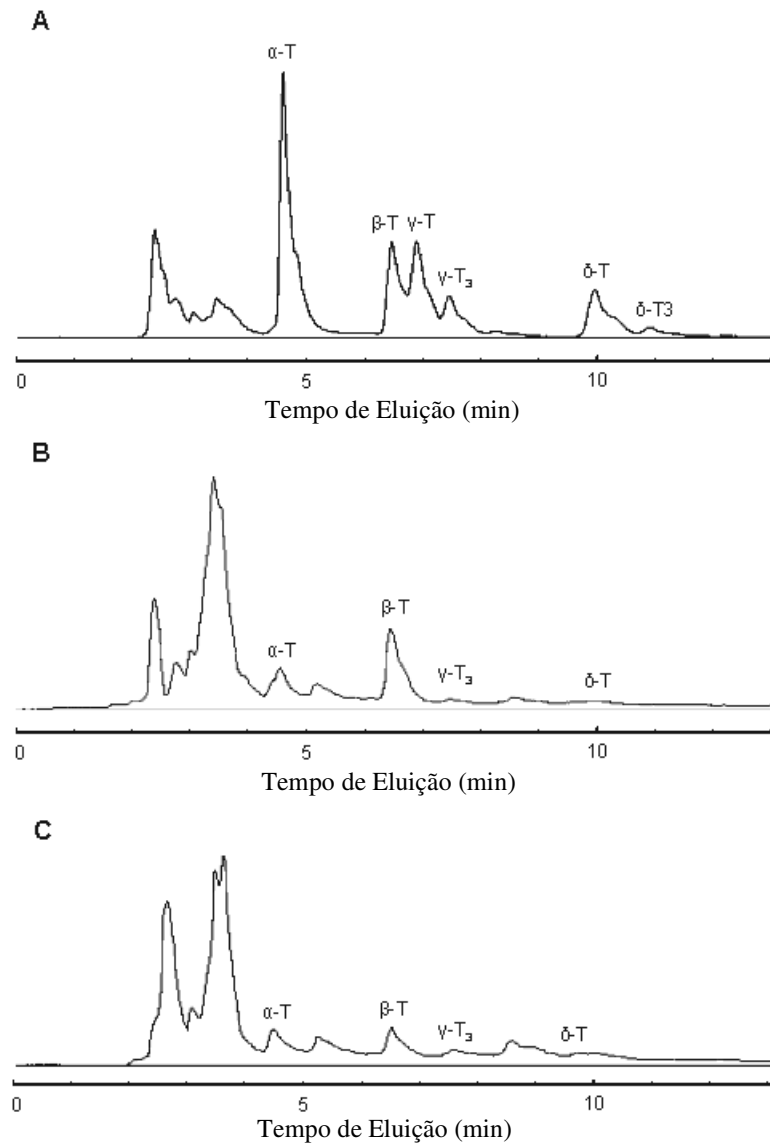 A
α-T
β-T γ-T
γ-T₃
δ-T
δ-T3
0 5 10
Tempo de Eluição (min)
B
α-T
β-T
γ-T₃
δ-T
0 5 10
Tempo de Eluição (min)
C
α-T
β-T
γ-T₃
δ-T
0 5 10
Tempo de Eluição (min)